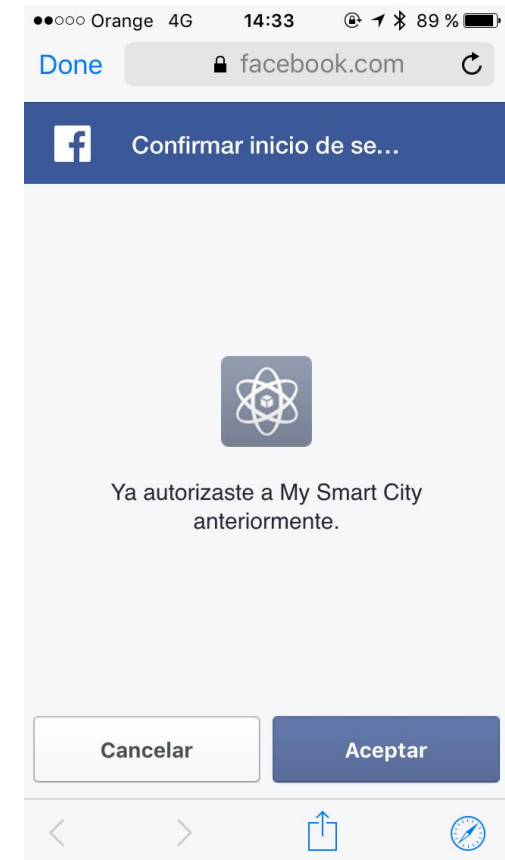 Orange 4G 14:33 89 %
Done facebook.com
f Confirmar inicio de se...
Ya autorizaste a My Smart City
anteriormente.
Cancelar Aceptar